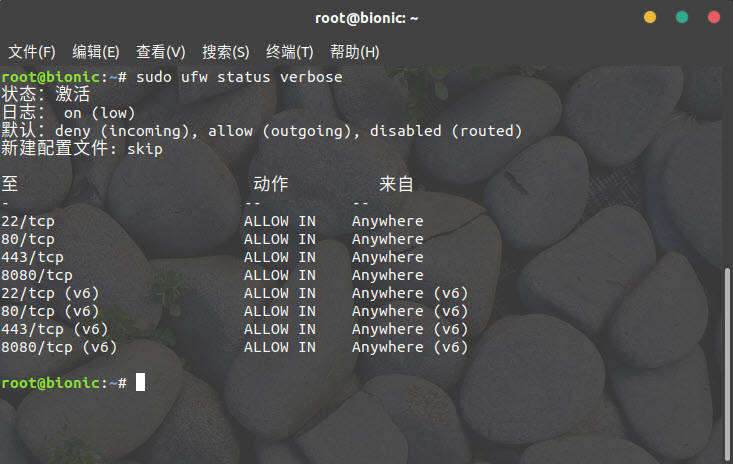 root@bionic: ~
文件(F) 编辑(E) 查看(V) 搜索(S) 终端(T) 帮助(H)
root@bionic:~# sudo ufw status verbose
状态： 激活
日志： on (low)
默认：deny (incoming), allow (outgoing), disabled (routed)
新建配置文件: skip
至 动作 来自
- -- --
22/tcp ALLOW IN Anywhere
80/tcp ALLOW IN Anywhere
443/tcp ALLOW IN Anywhere
8080/tcp ALLOW IN Anywhere
22/tcp (v6) ALLOW IN Anywhere (v6)
80/tcp (v6) ALLOW IN Anywhere (v6)
443/tcp (v6) ALLOW IN Anywhere (v6)
8080/tcp (v6) ALLOW IN Anywhere (v6)
root@bionic:~#